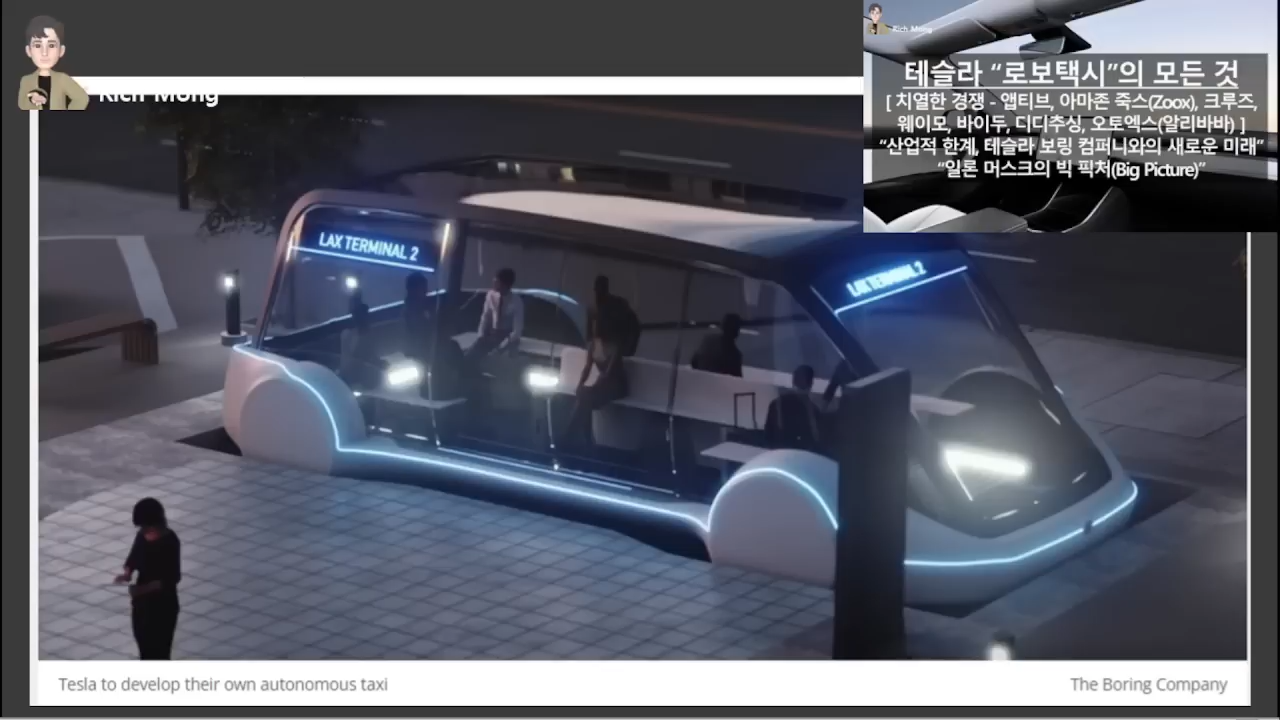 Rich Mong
Rich Mong
테슬라 “로보택시”의 모든 것
[ 치열한 경쟁 - 앱티브, 아마존 죽스(Zoox), 크루즈,
웨이모, 바이두, 디디추싱, 오토엑스(알리바바) ]
“산업적 한계, 테슬라 보링 컴퍼니와의 새로운 미래”
“일론 머스크의 빅 픽처(Big Picture)”
LAX TERMINAL 2
LAX TERMINAL 2
Tesla to develop their own autonomous taxi
The Boring Company